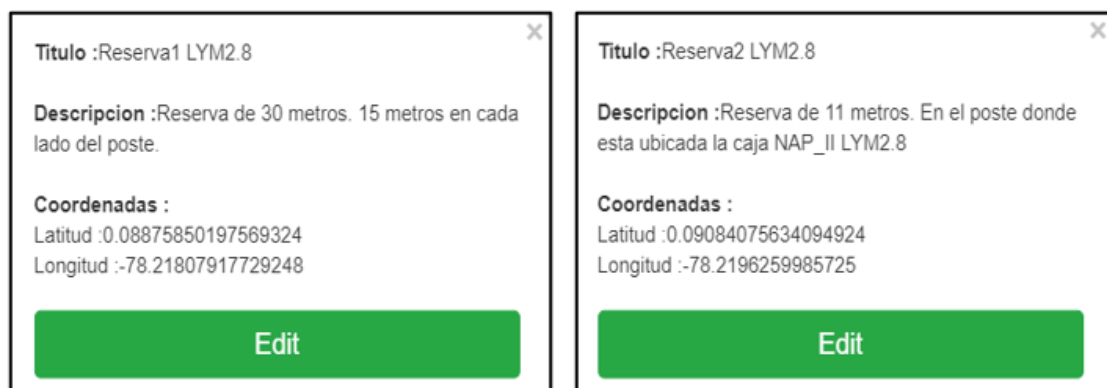 ×
Titulo :Reserva1 LYM2.8
Descripcion :Reserva de 30 metros. 15 metros en cada
lado del poste.
Coordenadas :
Latitud :0.08875850197569324
Longitud :-78.21807917729248
Edit
×
Titulo :Reserva2 LYM2.8
Descripcion :Reserva de 11 metros. En el poste donde
esta ubicada la caja NAP_II LYM2.8
Coordenadas :
Latitud :0.09084075634094924
Longitud :-78.2196259985725
Edit